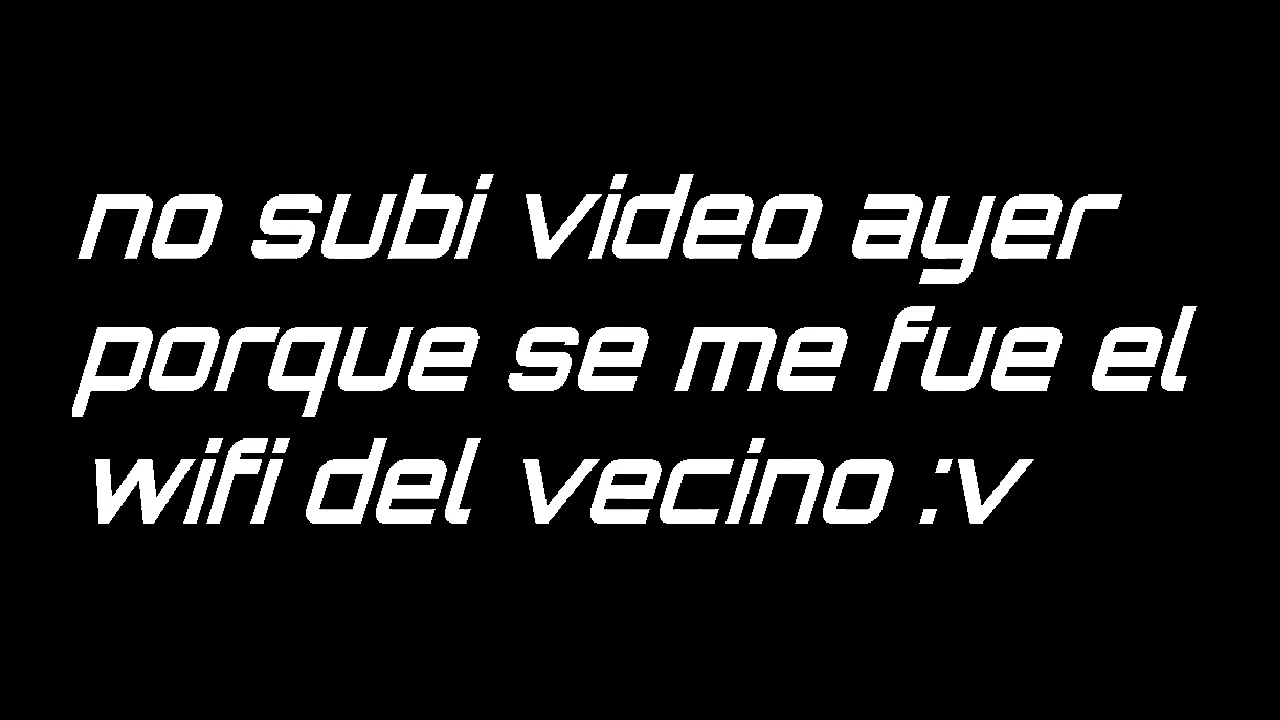 no subi video ayer
porque se me fue el
wifi del vecino :v